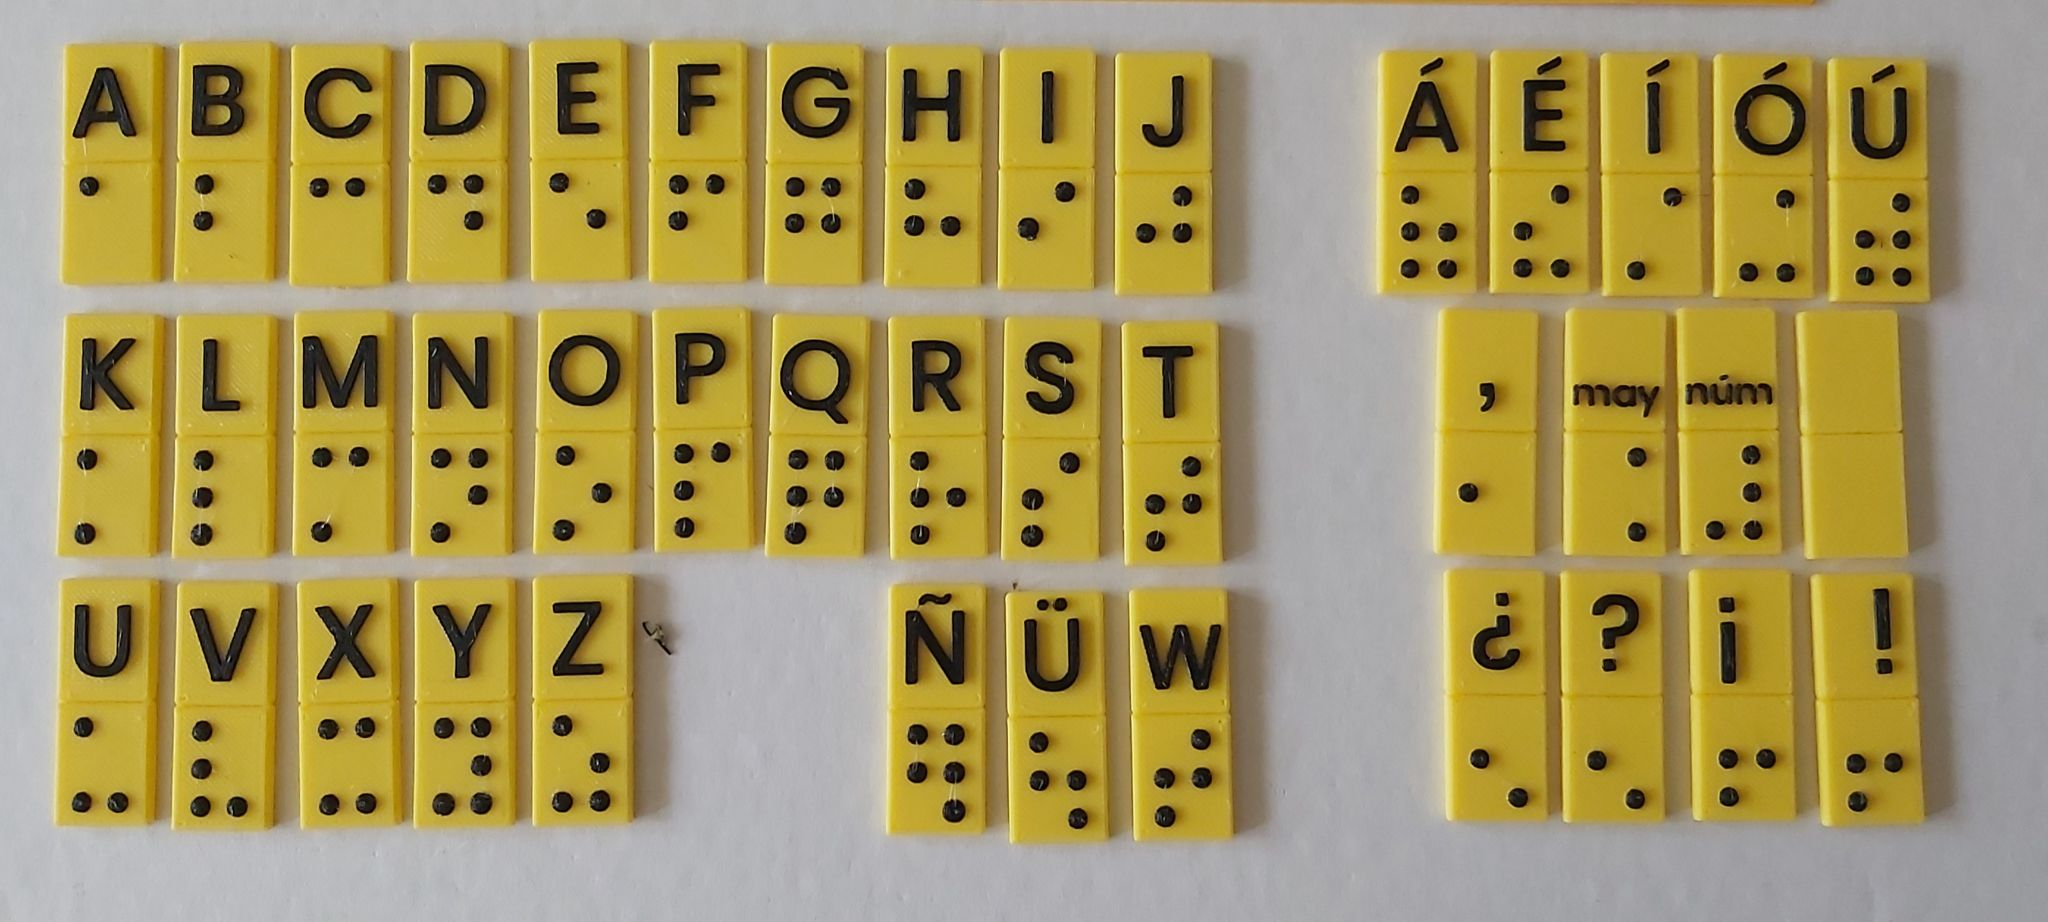 A B C D E F G H I J
Á É Í Ó Ú
K L M N O P Q R S T
, may núm
U V X Y Z
Ñ Ü W
¿ ? ¡ !